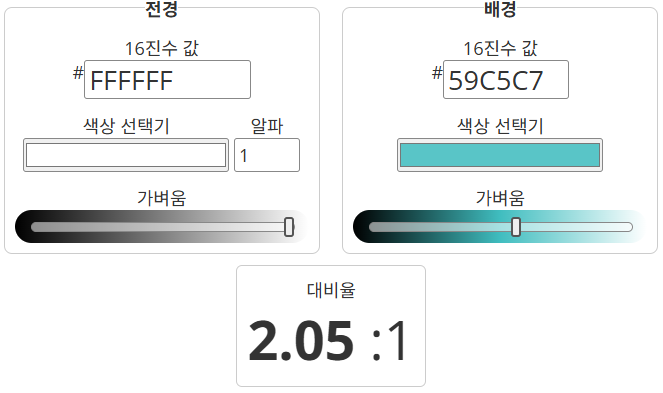 전경
16진수 값
# FFFFFF
색상 선택기
알파
1
가벼움
배경
16진수 값
# 59C5C7
색상 선택기
가벼움
대비율
2.05 :1